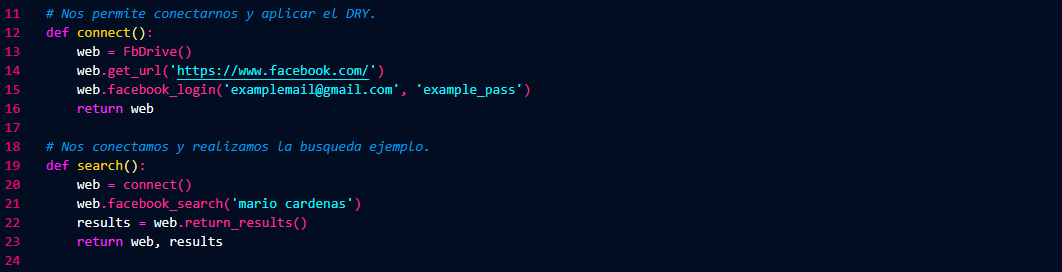 11 # Nos permite conectarnos y aplicar el DRY.
12 def connect():
13     web = FbDrive()
14     web.get_url('https://www.facebook.com/')
15     web.facebook_login('examplemail@gmail.com', 'example_pass')
16     return web
17
18 # Nos conectamos y realizamos la busqueda ejemplo.
19 def search():
20     web = connect()
21     web.facebook_search('mario cardenas')
22     results = web.return_results()
23     return web, results
24